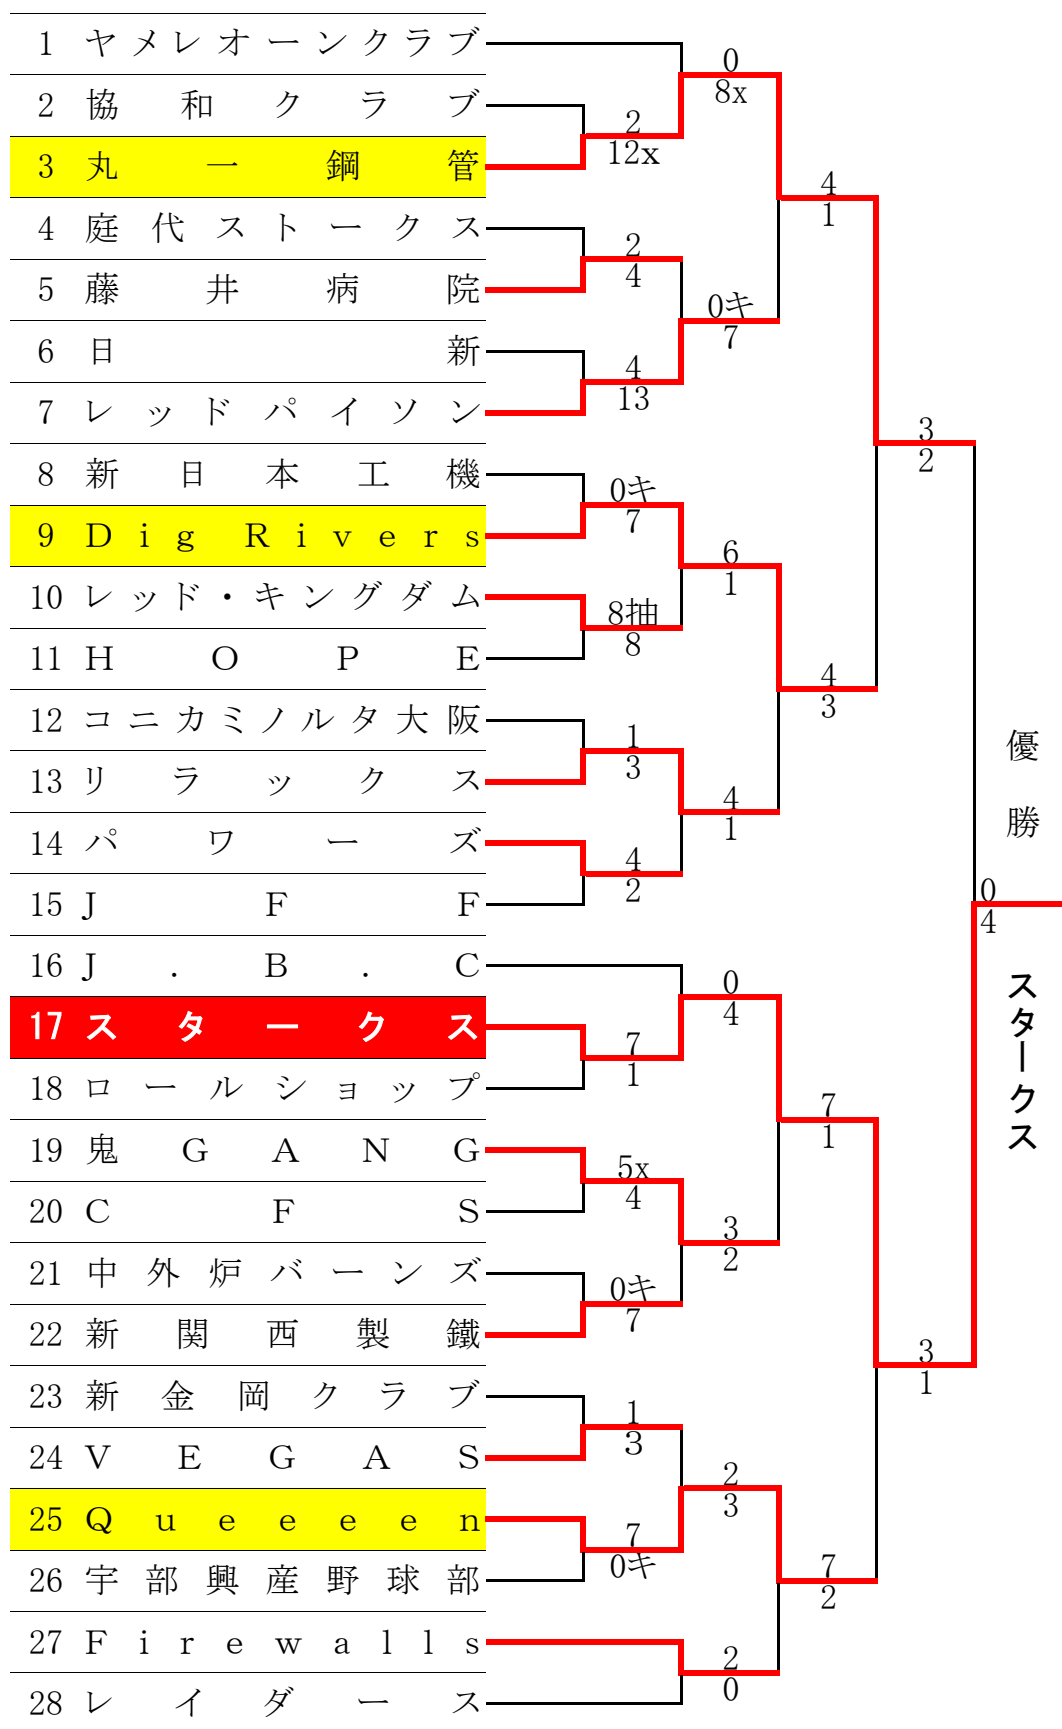 1 ヤメレオーンクラブ
0
8x
2 協和クラブ
2
12x
3 丸一鋼管
4
1
4 庭代ストークス
2
4
5 藤井病院
0キ
7
6 日新
4
13
7 レッドパイソン
3
2
8 新日本工機
0キ
7
9 Dig Rivers
6
1
10 レッド・キングダム
8抽
8
11 HOPE
4
3
12 コニカミノルタ大阪
1
3
13 リラックス
4
1
14 パワーズ
4
2
15 JFF
0
4
優勝
スタークス
16 J.B.C
0
4
17 スタークス
7
1
18 ロールショップ
7
1
19 鬼GANG
5x
4
20 CFS
3
2
21 中外炉バーンズ
0キ
7
22 新関西製鐵
3
1
23 新金岡クラブ
1
3
24 VEGAS
2
3
25 Queeeen
7
0キ
26 宇部興産野球部
7
2
27 Firewalls
2
0
28 レイダース